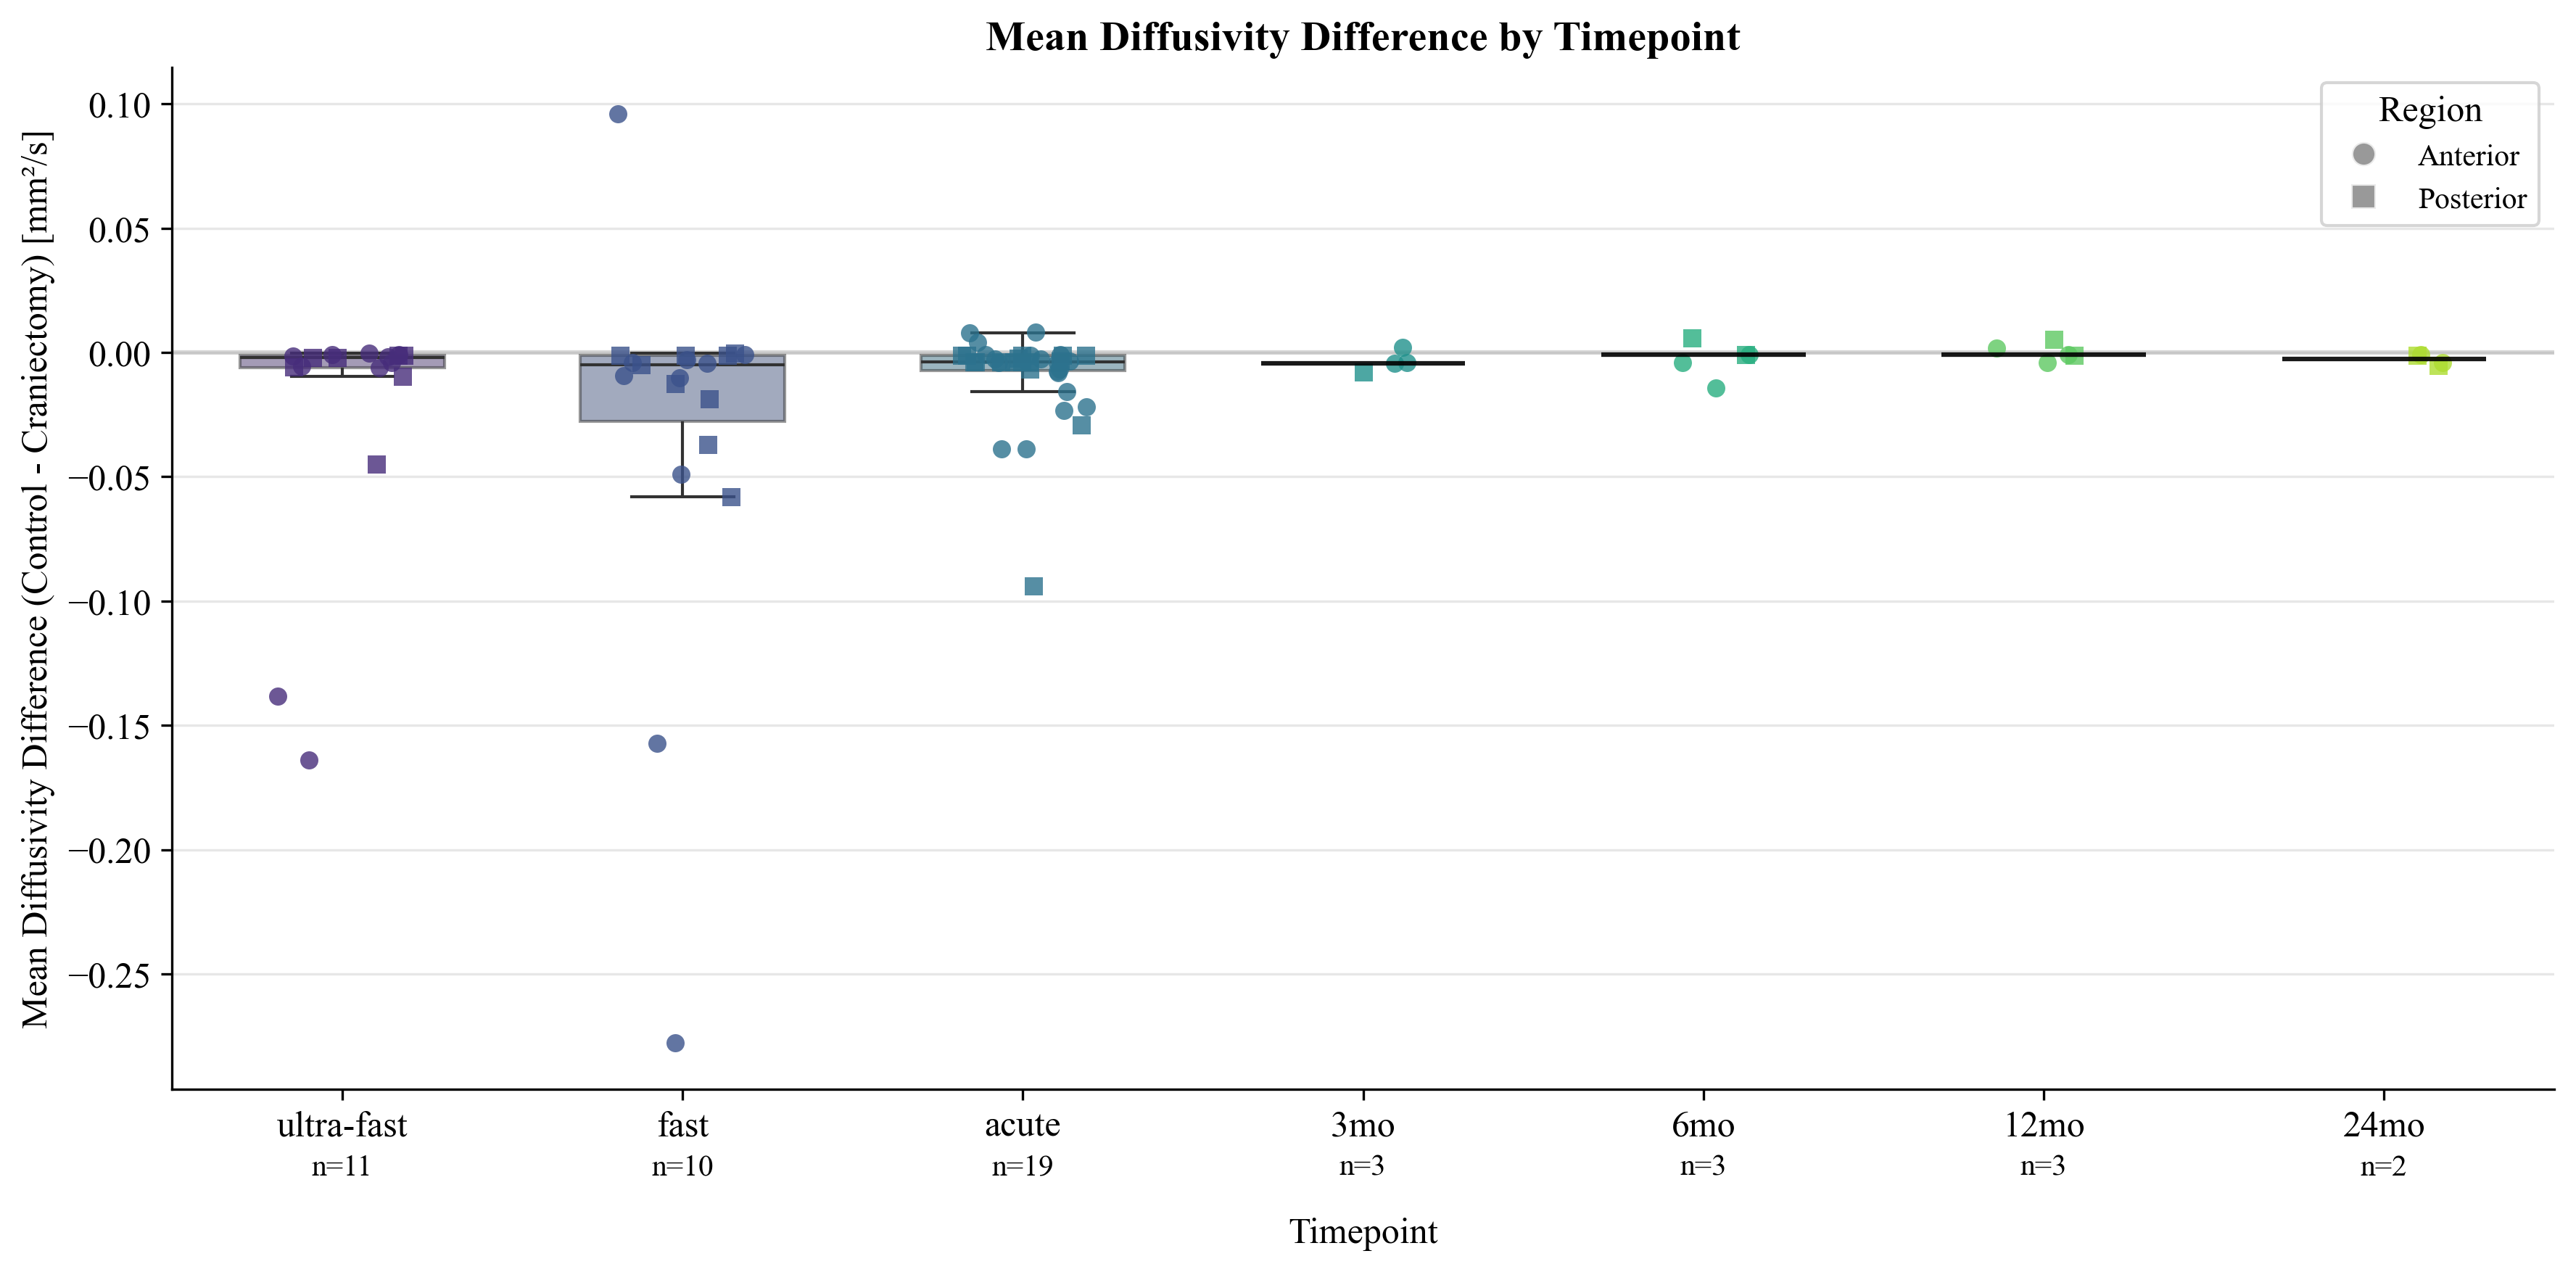 Mean Diffusivity Difference by Timepoint
Mean Diffusivity Difference (Control - Craniectomy) [mm²/s]
0.10
0.05
0.00
−0.05
−0.10
−0.15
−0.20
−0.25
Region
Anterior
Posterior
ultra-fast fast acute 3mo 6mo 12mo 24mo
n=11 n=10 n=19 n=3 n=3 n=3 n=2
Timepoint